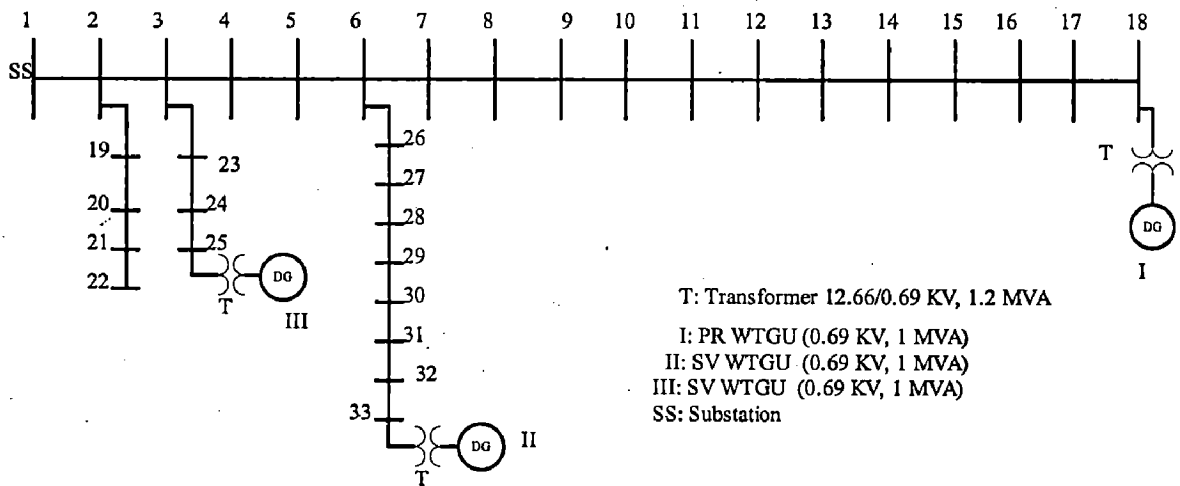 1 2 3 4 5 6 7 8 9 10 11 12 13 14 15 16 17 18
SS
26
19 23 T
27
20 24 28 DG
21 25 29 I
22 DG
T III
30
T: Transformer 12.66/0.69 KV, 1.2 MVA
31
I: PR WTGU (0.69 KV, 1 MVA)
32
II: SV WTGU (0.69 KV, 1 MVA)
III: SV WTGU (0.69 KV, 1 MVA)
33
SS: Substation
DG II
T